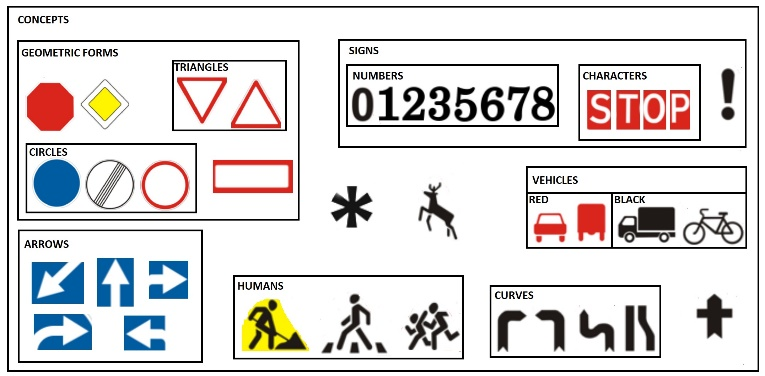 CONCEPTS
GEOMETRIC FORMS
TRIANGLES
CIRCLES
SIGNS
NUMBERS
01235678
CHARACTERS
STOP
!
*
VEHICLES
RED
BLACK
ARROWS
HUMANS
CURVES